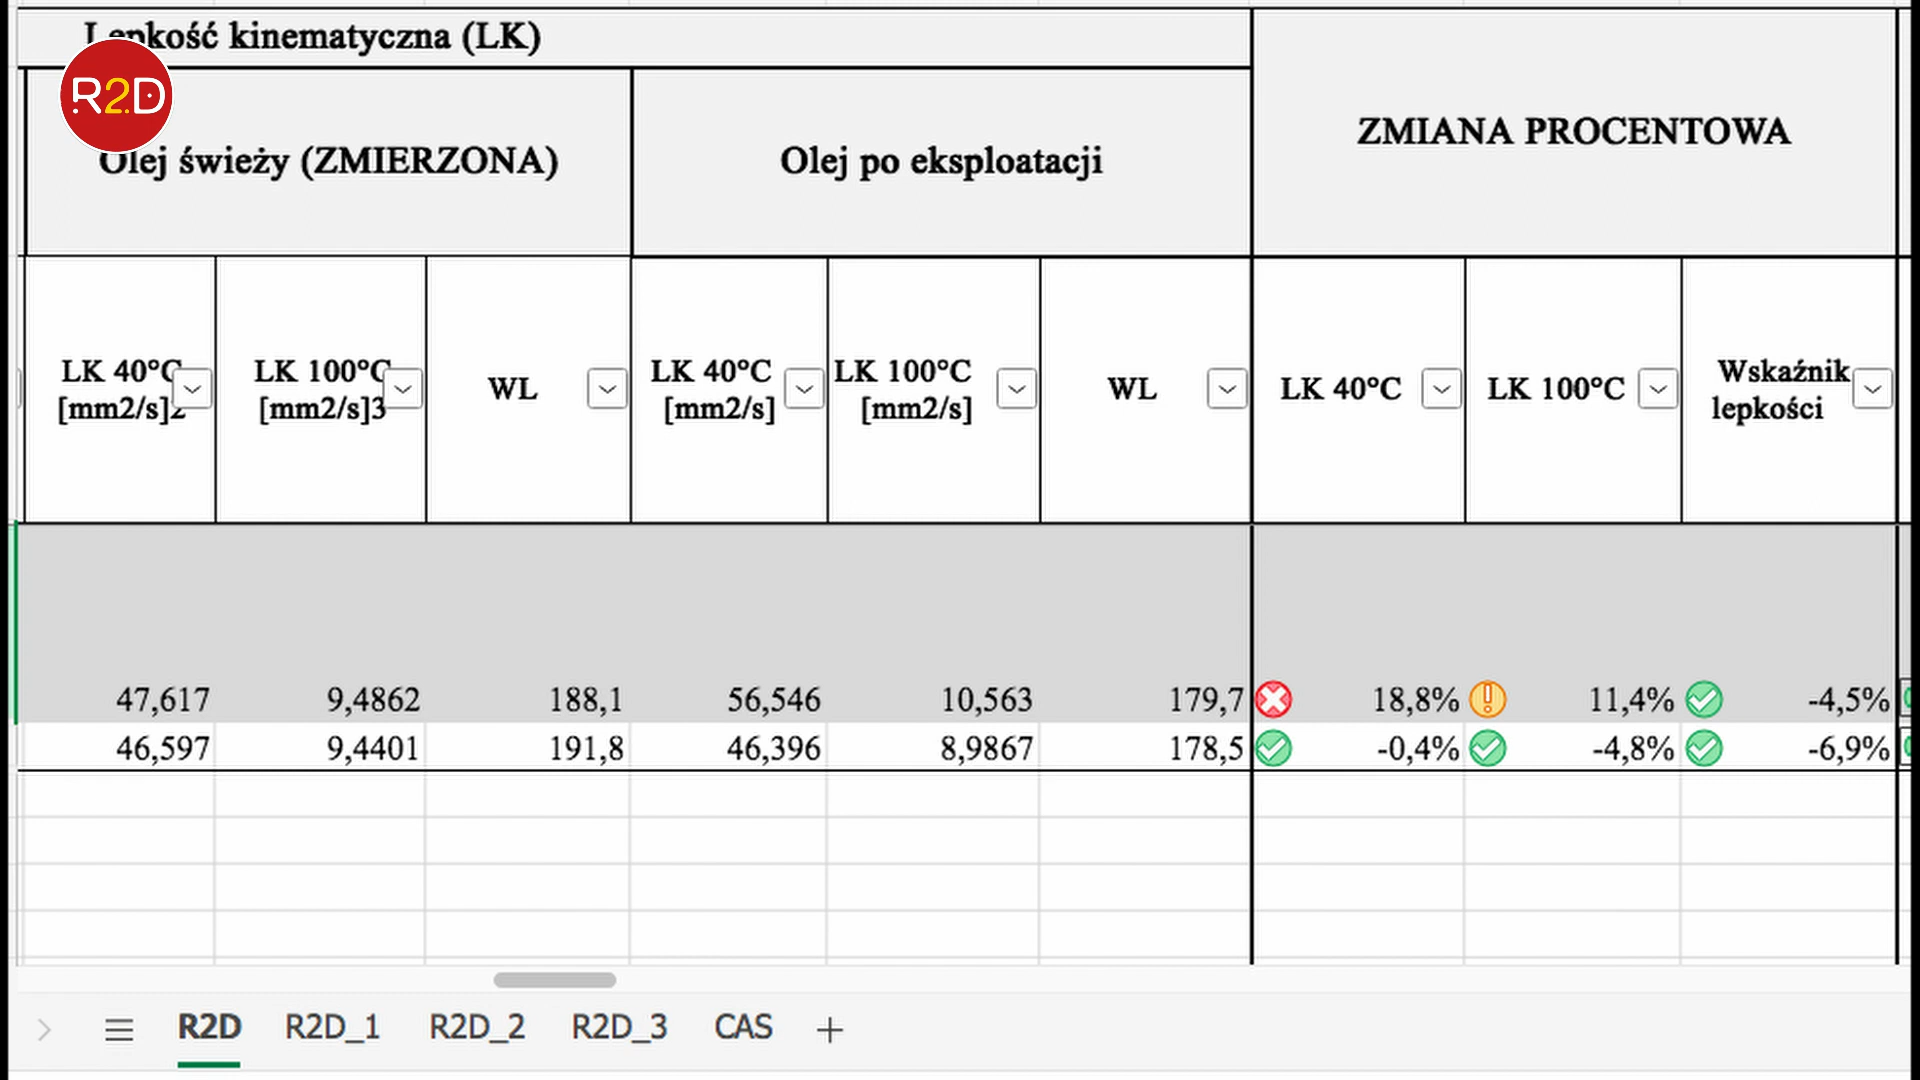 Lepkość kinematyczna (LK)
R2D
Olej świeży (ZMIERZONA)
Olej po eksploatacji
ZMIANA PROCENTOWA
LK 40°C [mm2/s]2
LK 100°C [mm2/s]3
WL
LK 40°C [mm2/s]
LK 100°C [mm2/s]
WL
LK 40°C
LK 100°C
Wskaźnik lepkości
47,617 9,4862 188,1 56,546 10,563 179,7 18,8% 11,4% -4,5%
46,597 9,4401 191,8 46,396 8,9867 178,5 -0,4% -4,8% -6,9%
R2D R2D_1 R2D_2 R2D_3 CAS +